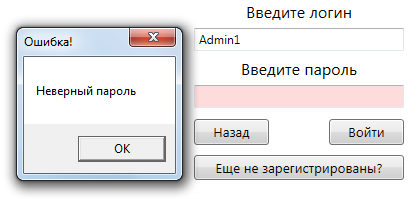 Ошибка!
Неверный пароль
OK
Введите логин
Admin1
Введите пароль
Назад
Войти
Еще не зарегистрированы?